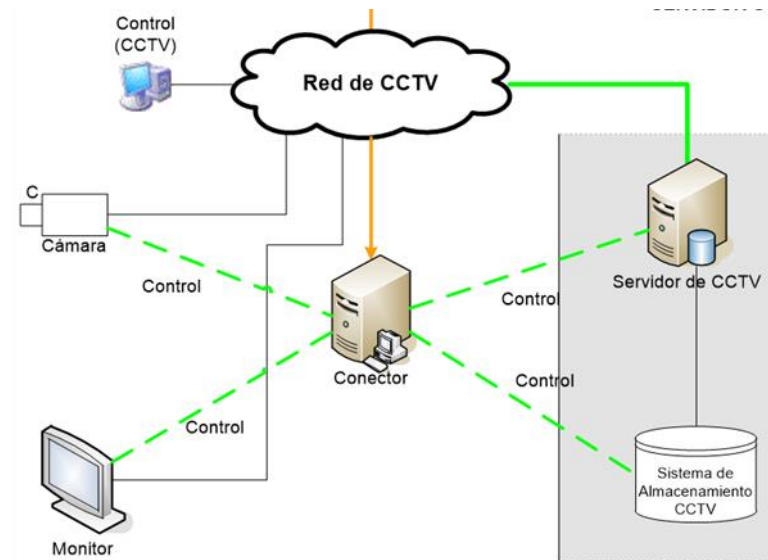 Control
(CCTV)
Red de CCTV
C
Cámara
Control
Control
Servidor de CCTV
Conector
Control
Control
Sistema de
Almacenamiento
CCTV
Monitor